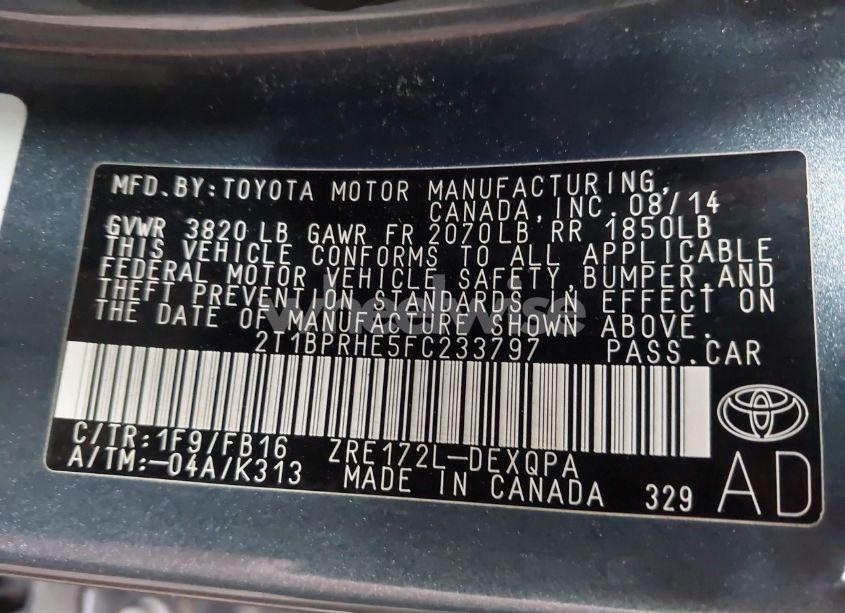 MFD.BY:TOYOTA MOTOR MANUFACTURING,
CANADA,INC.08/14
GVWR 3820LB GAWR FR 2070LB RR 1850LB
THIS VEHICLE CONFORMS TO ALL APPLICABLE
FEDERAL MOTOR VEHICLE SAFETY,BUMPER,AND
THEFT PREVENTION STANDARDS IN EFFECT ON
THE DATE OF MANUFACTURE SHOWN ABOVE.
wheelwise
2T1BPRHE5FC233797 PASS.CAR
C/TR:1F9/FB16 ZRE172L-DEXQPA
A/TM:-04A/K313 MADE IN CANADA 329
AD